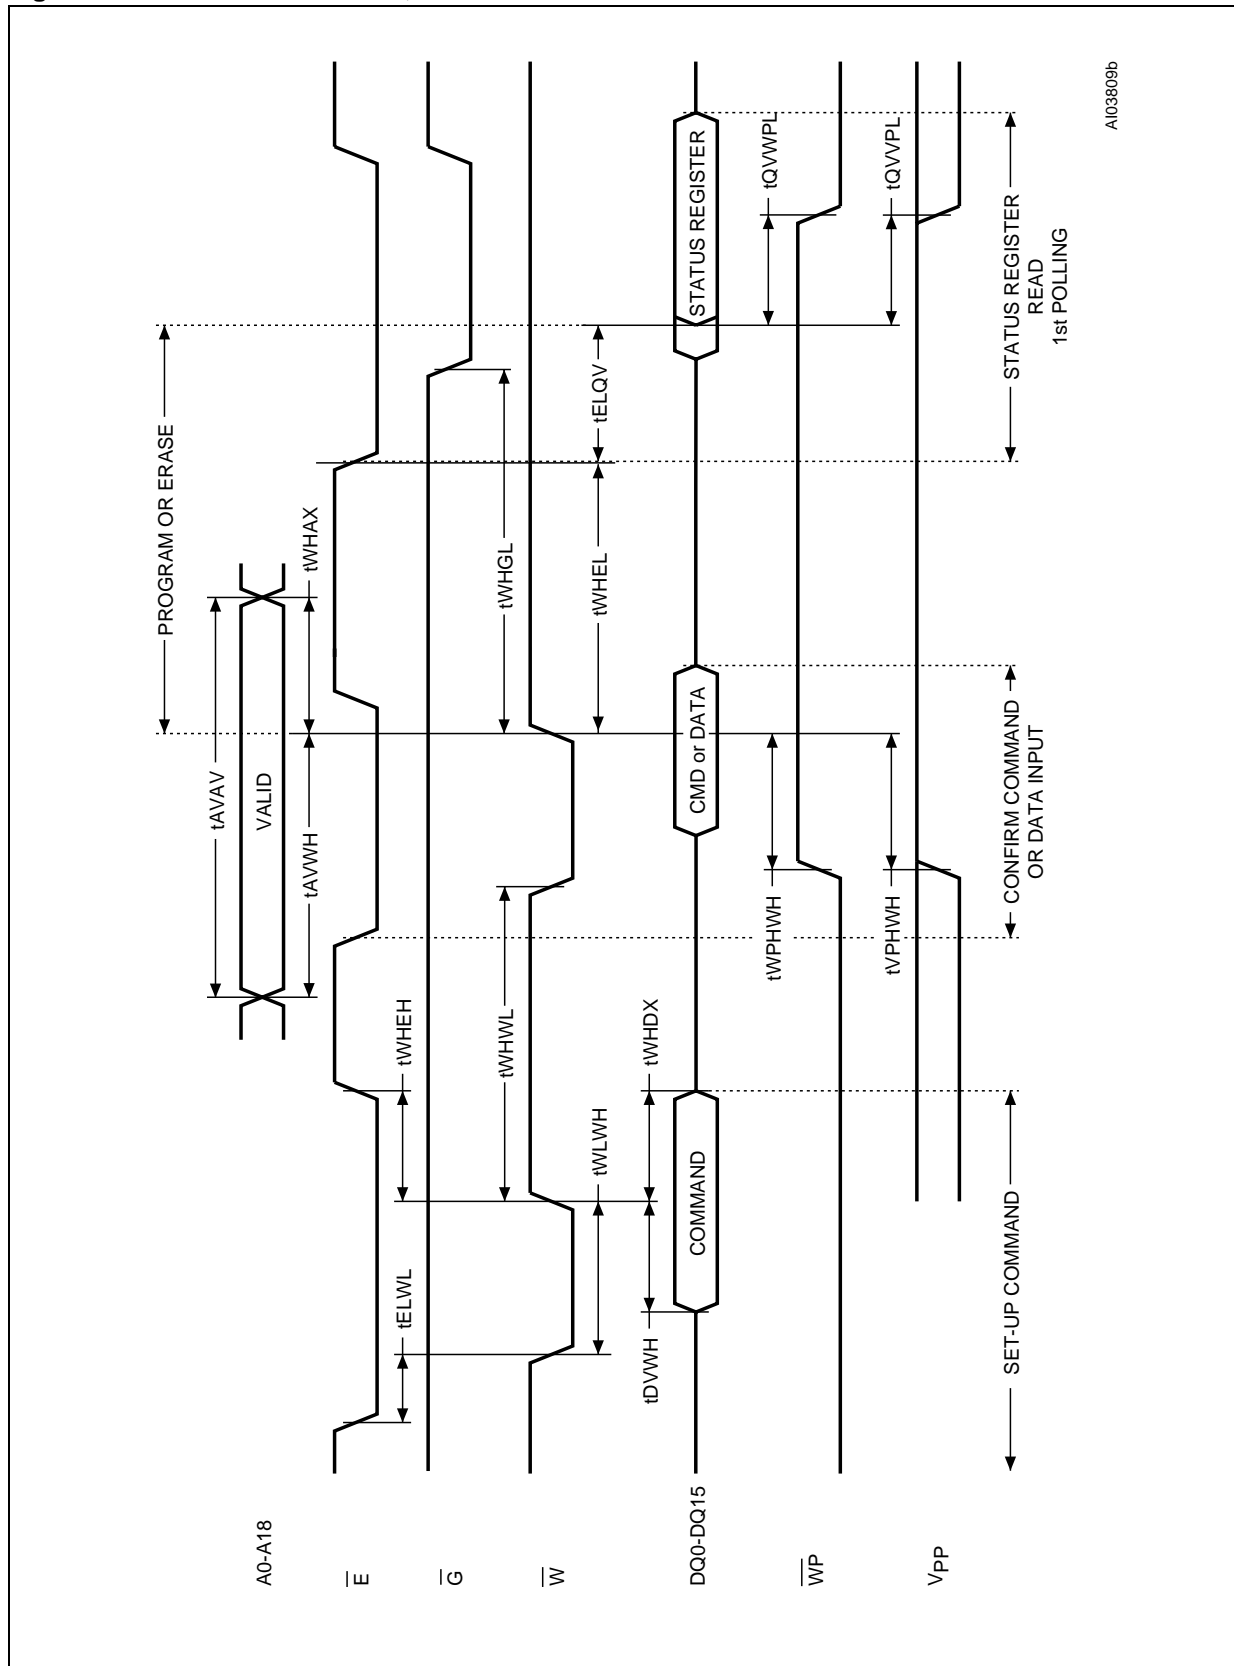 PROGRAM OR ERASE
tAVAV
A0-A18
VALID
tAVWH
tWHAX
E
tELWL
tWHEH
G
tWHWL
tWHGL
W
tWLWH
tWHEL
tELQV
tDVWH
tWHDX
DQ0-DQ15
COMMAND
CMD or DATA
STATUS REGISTER
tWPHWH
tQVWPL
WP
tVPHWH
tQVVPL
VPP
SET-UP COMMAND
CONFIRM COMMAND
OR DATA INPUT
STATUS REGISTER
READ
1st POLLING
AI03809b